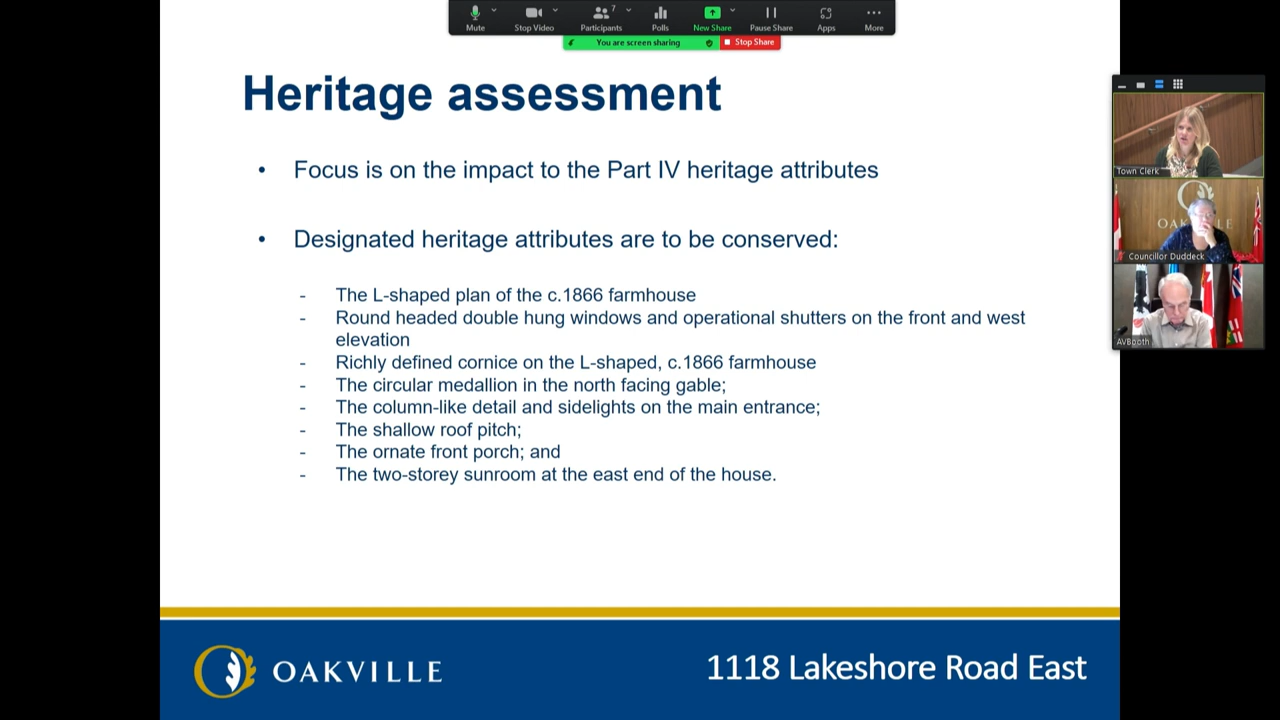 Mute
Stop Video
7
Participants
Polls
New Share
Pause Share
Apps
More
You are screen sharing
Stop Share
Heritage assessment
• Focus is on the impact to the Part IV heritage attributes
• Designated heritage attributes are to be conserved:
- The L-shaped plan of the c.1866 farmhouse
- Round headed double hung windows and operational shutters on the front and west
elevation
- Richly defined cornice on the L-shaped, c.1866 farmhouse
- The circular medallion in the north facing gable;
- The column-like detail and sidelights on the main entrance;
- The shallow roof pitch;
- The ornate front porch; and
- The two-storey sunroom at the east end of the house.
Town Clerk
Councillor Duddeck
AVBooth
OAKVILLE
1118 Lakeshore Road East